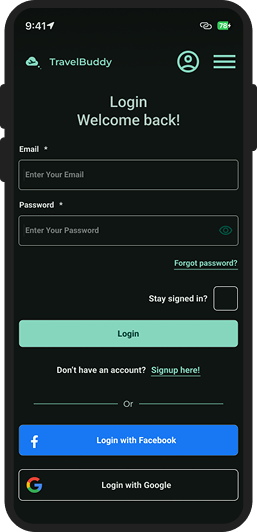 9:41
78
TravelBuddy
Login
Welcome back!
Email *
Enter Your Email
Password *
Enter Your Password
Forgot password?
Stay signed in?
Login
Don't have an account? Signup here!
Or
Login with Facebook
Login with Google